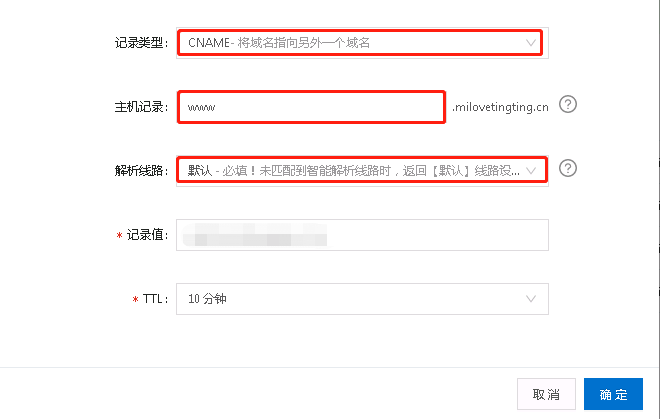 记录类型: CNAME- 将域名指向另外一个域名
主机记录: www .milovetingting.cn ?
解析线路: 默认 - 必填！未匹配到智能解析线路时，返回【默认】线路设... ?
* 记录值:
* TTL: 10 分钟
取消 确定